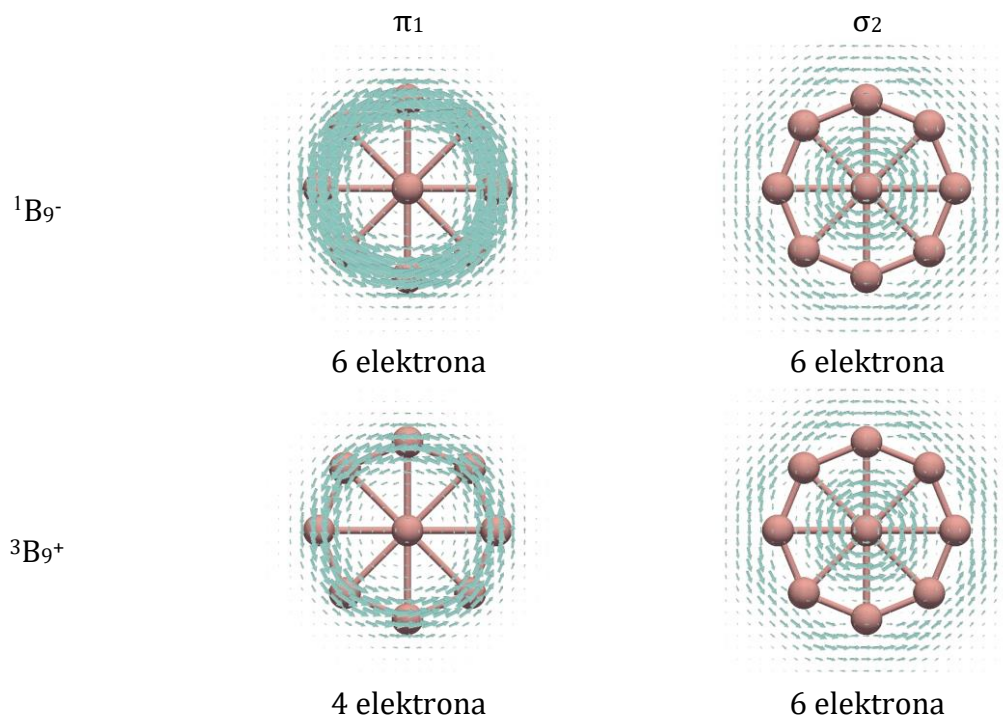 π1 σ2
¹B₉⁻
6 elektrona 6 elektrona
³B₉⁺
4 elektrona 6 elektrona